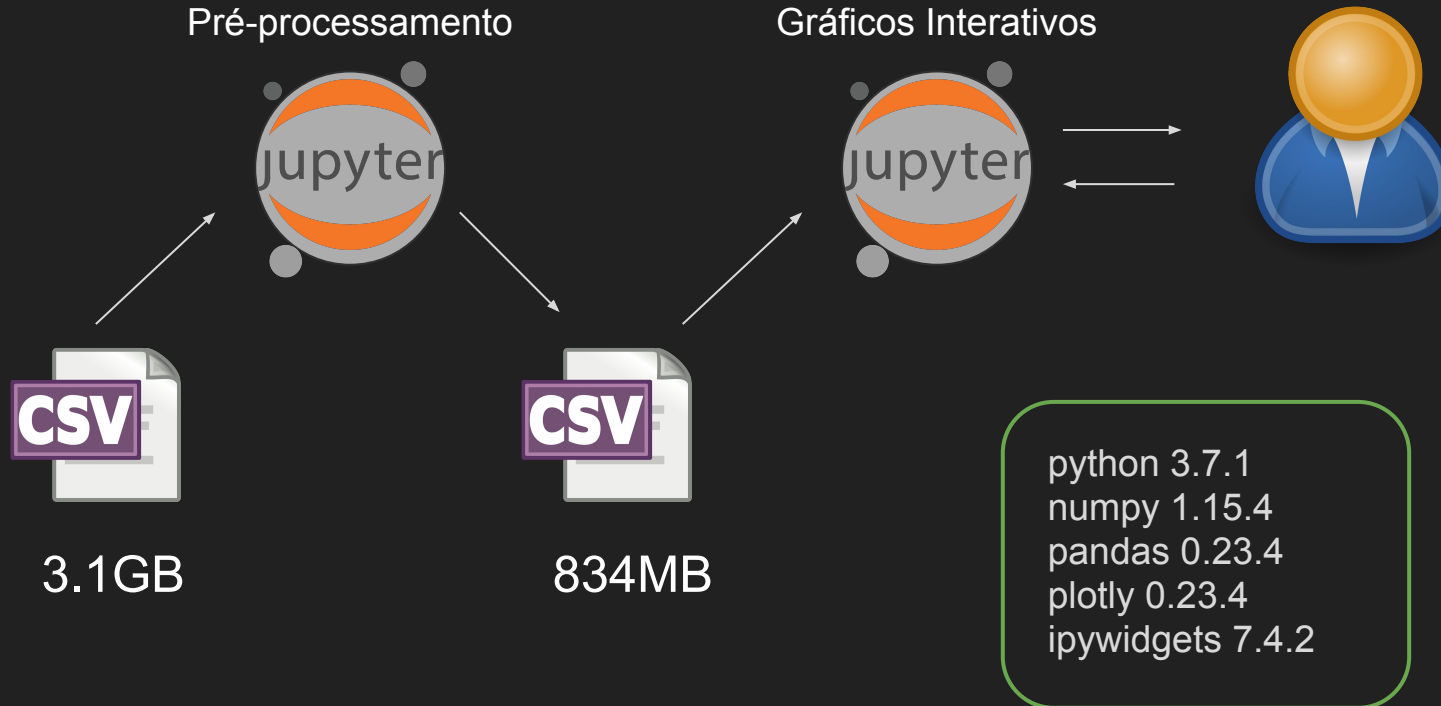 Pré-processamento
Gráficos Interativos
jupyter
jupyter
CSV
CSV
3.1GB
834MB
python 3.7.1
numpy 1.15.4
pandas 0.23.4
plotly 0.23.4
ipywidgets 7.4.2